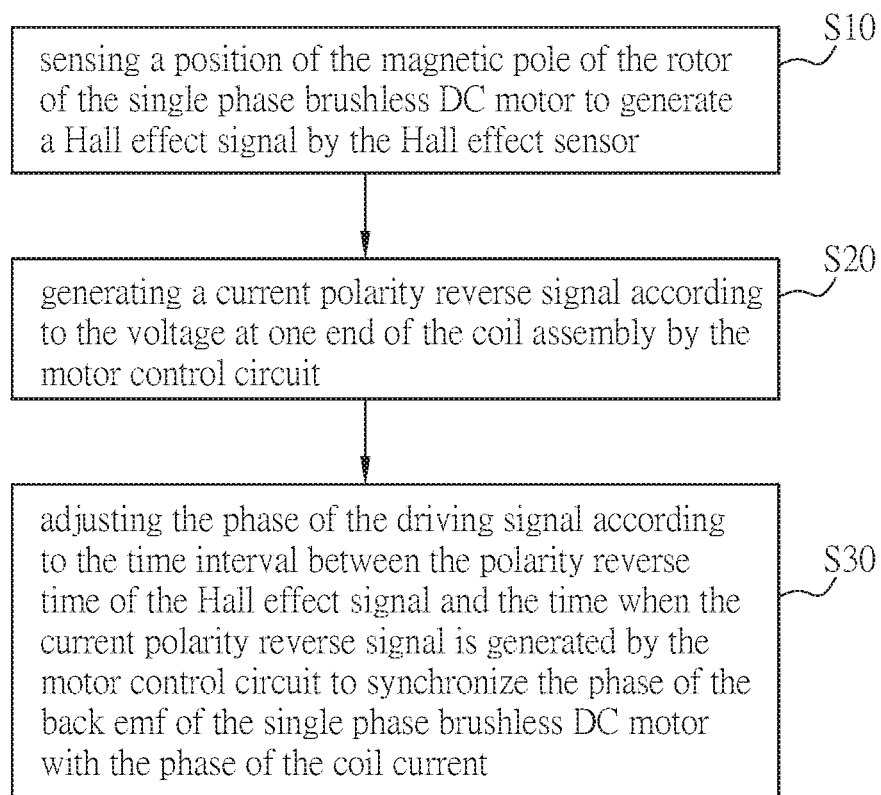 S10
sensing a position of the magnetic pole of the rotor
of the single phase brushless DC motor to generate
a Hall effect signal by the Hall effect sensor
S20
generating a current polarity reverse signal according
to the voltage at one end of the coil assembly by the
motor control circuit
S30
adjusting the phase of the driving signal according
to the time interval between the polarity reverse
time of the Hall effect signal and the time when the
current polarity reverse signal is generated by the
motor control circuit to synchronize the phase of the
back emf of the single phase brushless DC motor
with the phase of the coil current